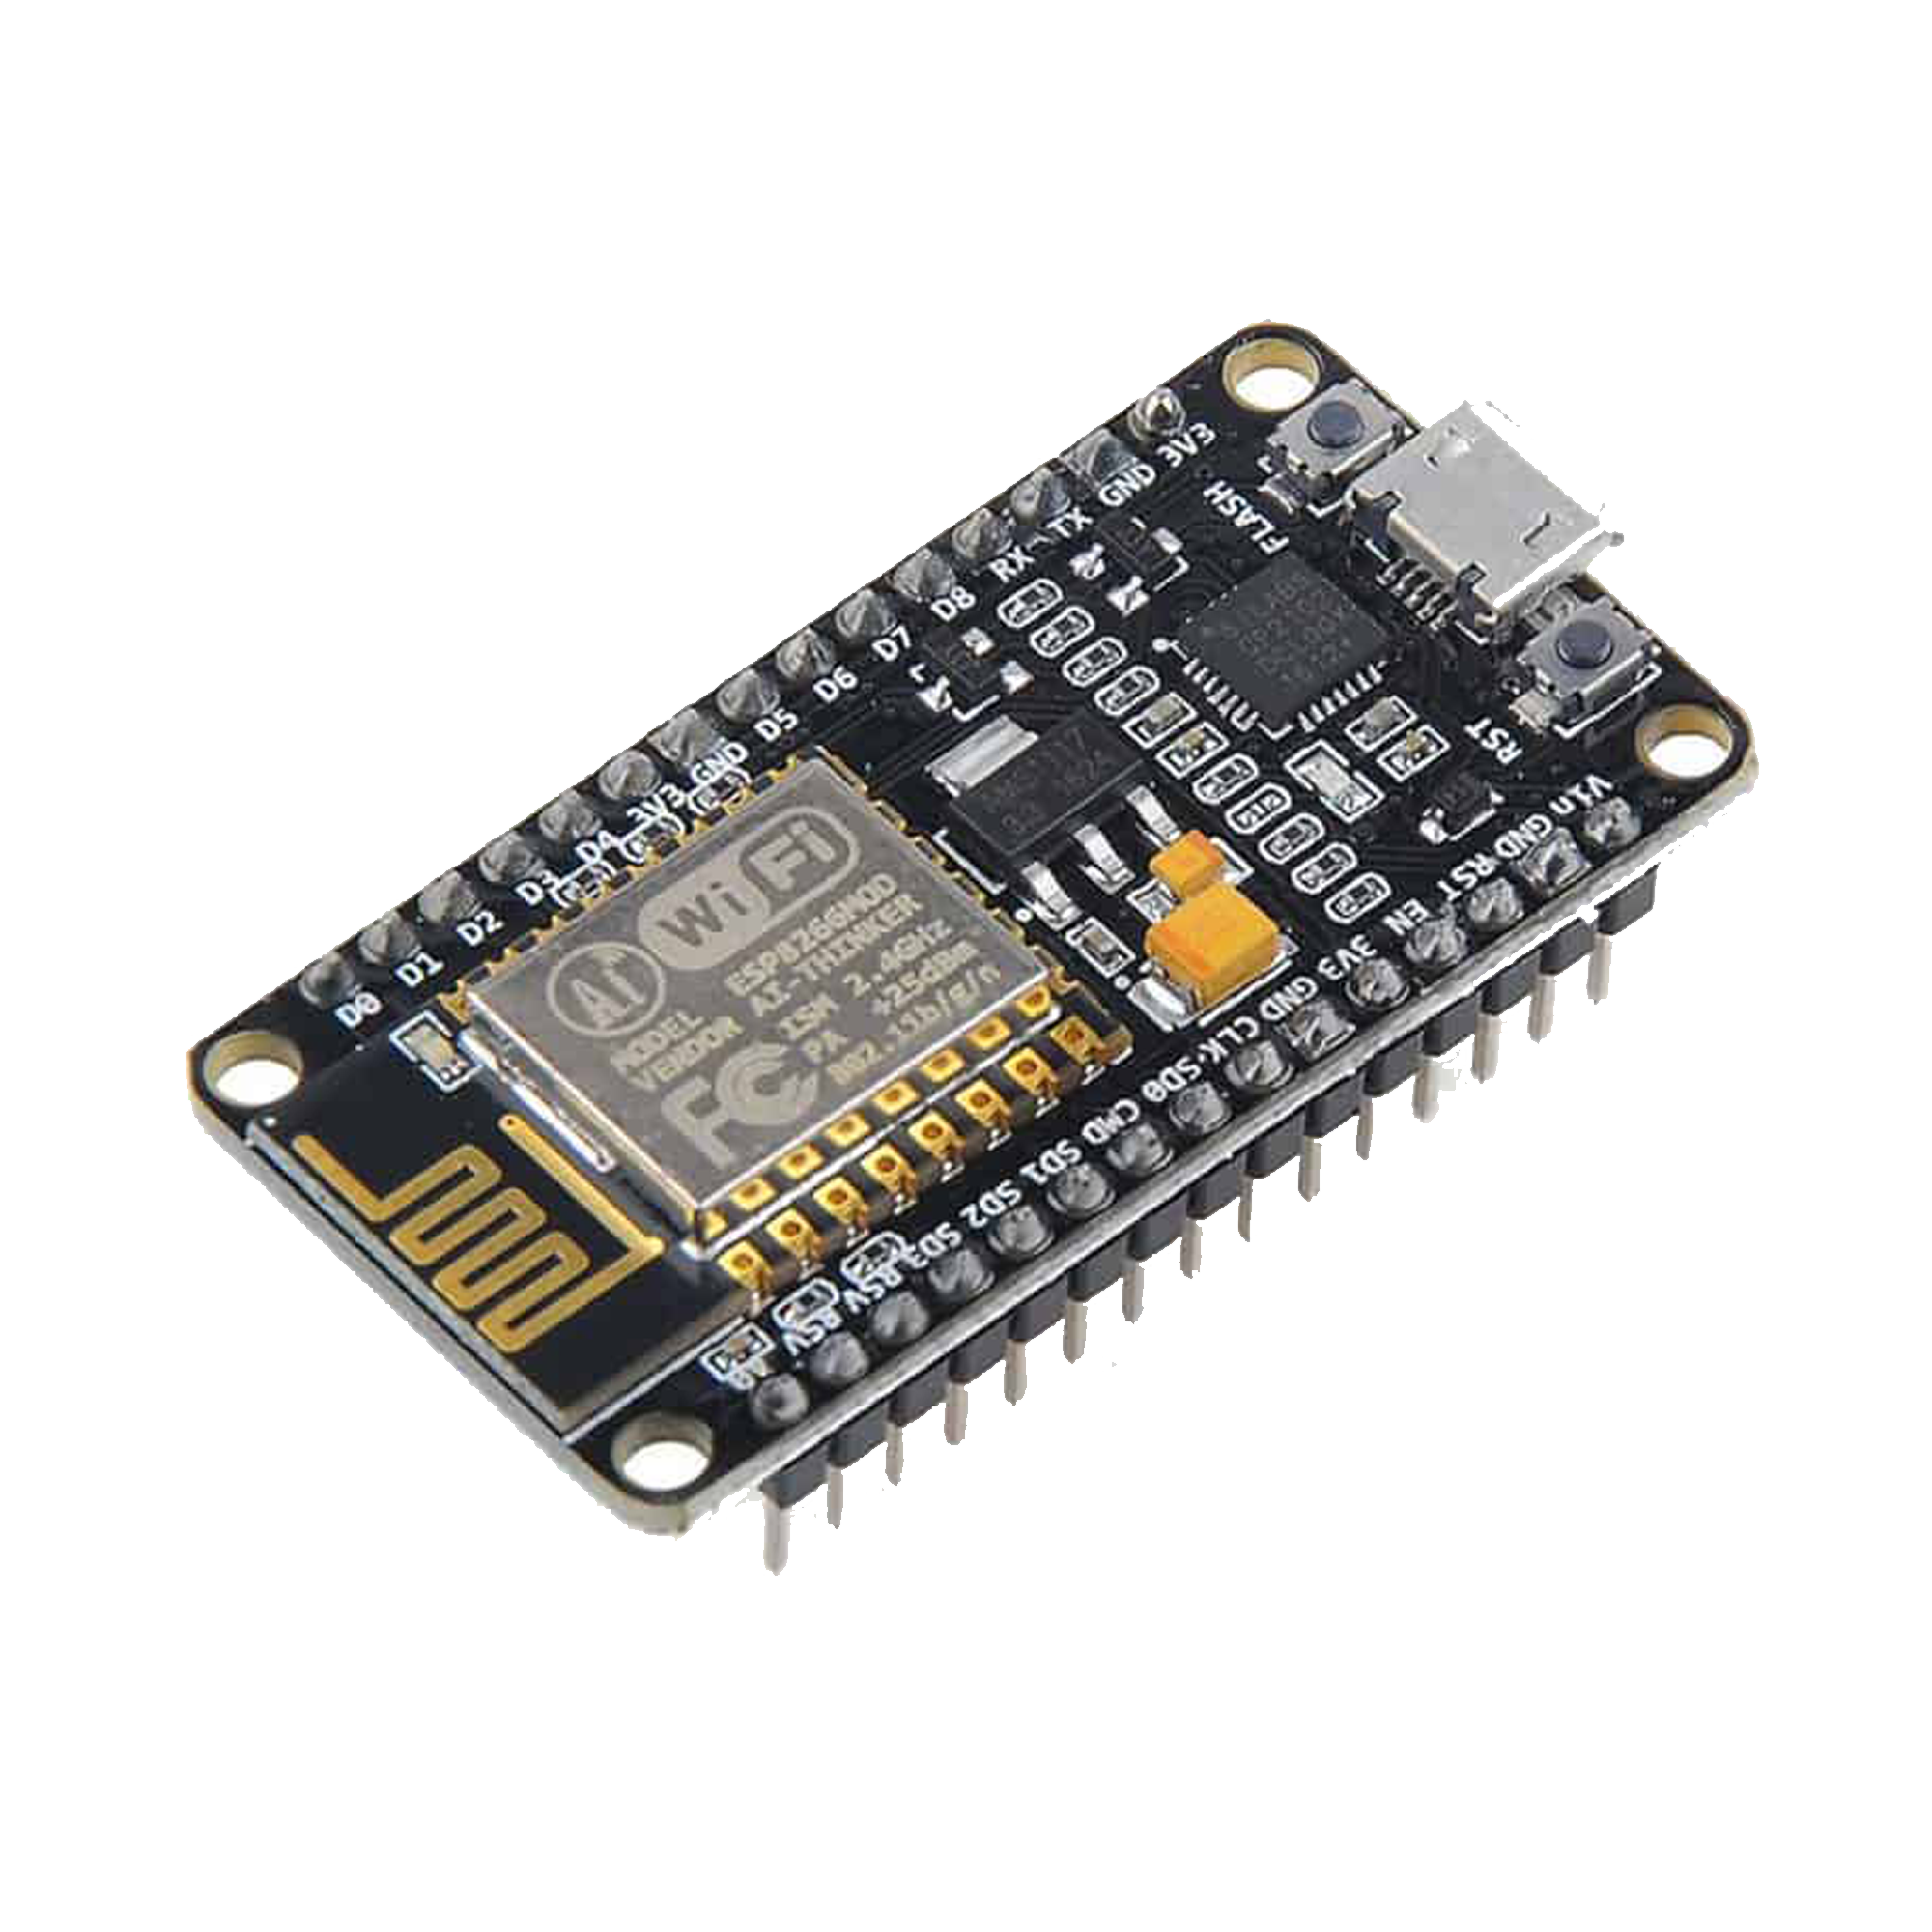 3V3
GND
TX
RX
D8
D7
D6
D5
GND
3V3
D4
D3
D2
D1
D0
FLASH
RST
Ai
WiFi
MODEL ESP8266MOD
VENDOR AI-THINKER
ISM 2.4GHz
PA +25dBm
802.11b/g/n
FC
Vin
GND
RST
EN
3V3
GND
CLK
SD0
CMD
SD1
SD2
SD3
RSV
RSV
A0